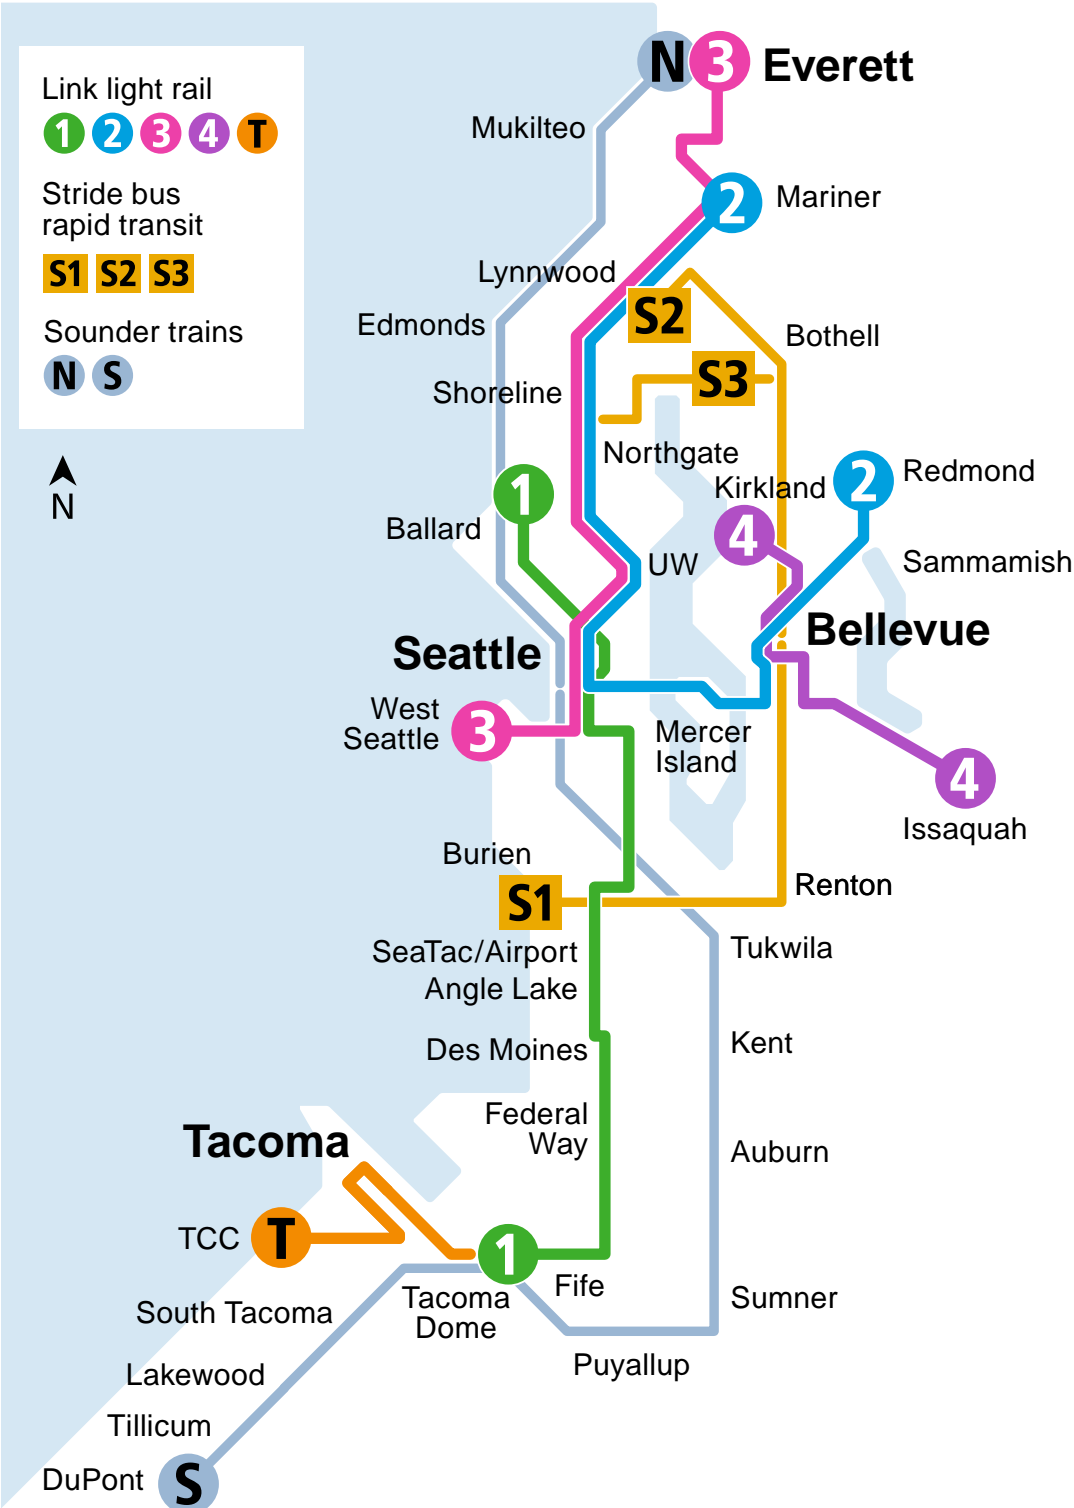 Link light rail
1 2 3 4 T
Stride bus
rapid transit
S1 S2 S3
Sounder trains
N S
N
N 3 Everett
Mukilteo
2 Mariner
Lynnwood
S2
Edmonds
Bothell
S3
Shoreline
Northgate
1
Kirkland
2 Redmond
Ballard
4
UW
Sammamish
Seattle
Bellevue
West
Seattle
3
Mercer
Island
4
Issaquah
Burien
S1
Renton
SeaTac/Airport
Tukwila
Angle Lake
Des Moines
Kent
Federal
Way
Tacoma
Auburn
TCC T
1
Fife
Tacoma
Dome
South Tacoma
Sumner
Puyallup
Lakewood
Tillicum
DuPont S